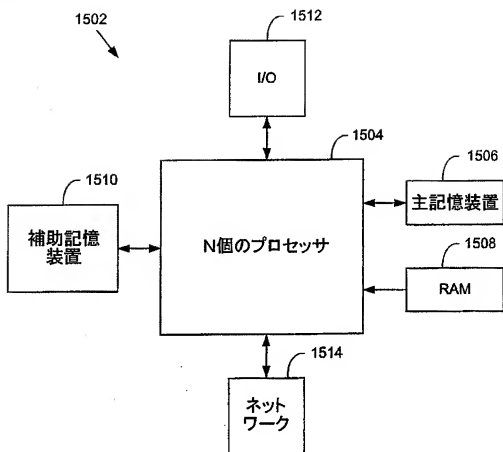 1502
1512
I/O
1504
1506
主記憶装置
1510
補助記憶
装置
N個のプロセッサ
1508
RAM
1514
ネット
ワーク